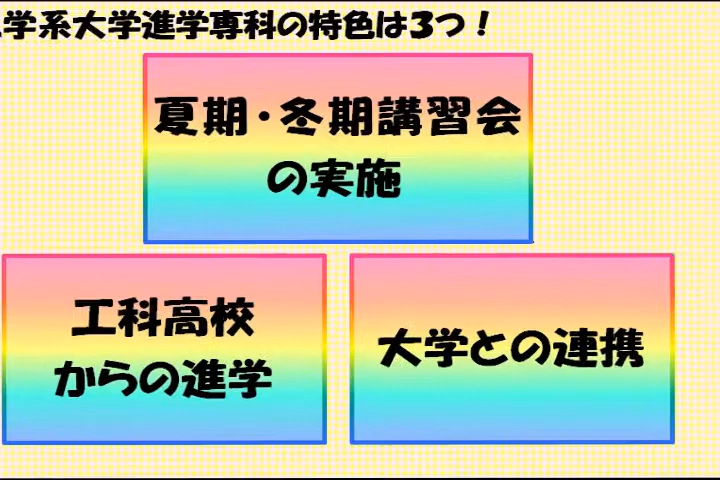 学系大学進学専科の特色は3つ！
夏期・冬期講習会
の実施
工科高校
からの進学
大学との連携